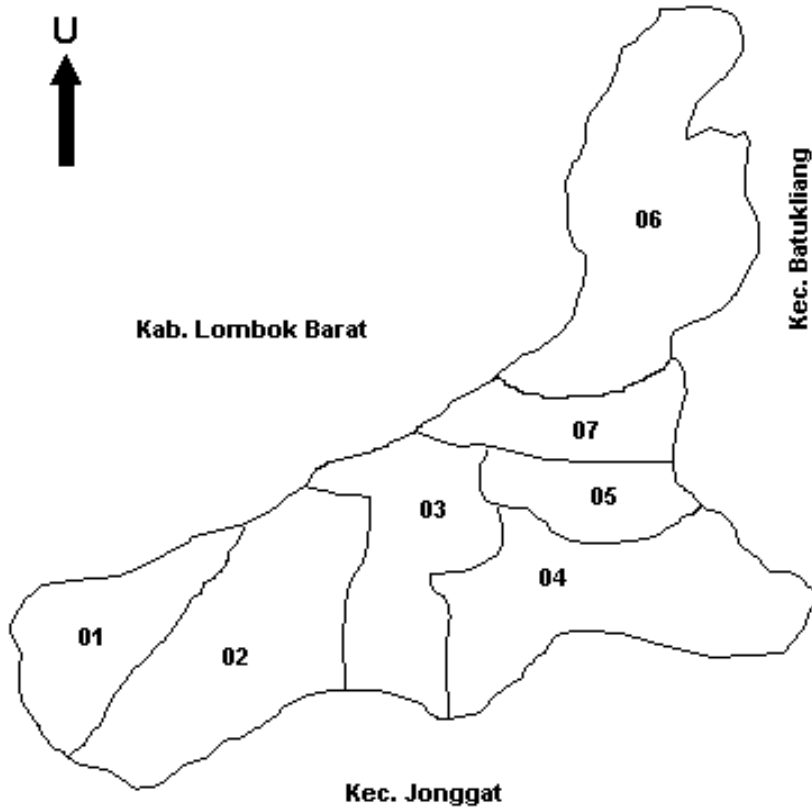 U
06
Kec. Batukliang
Kab. Lombok Barat
07
05
03
04
01
02
Kec. Jonggat